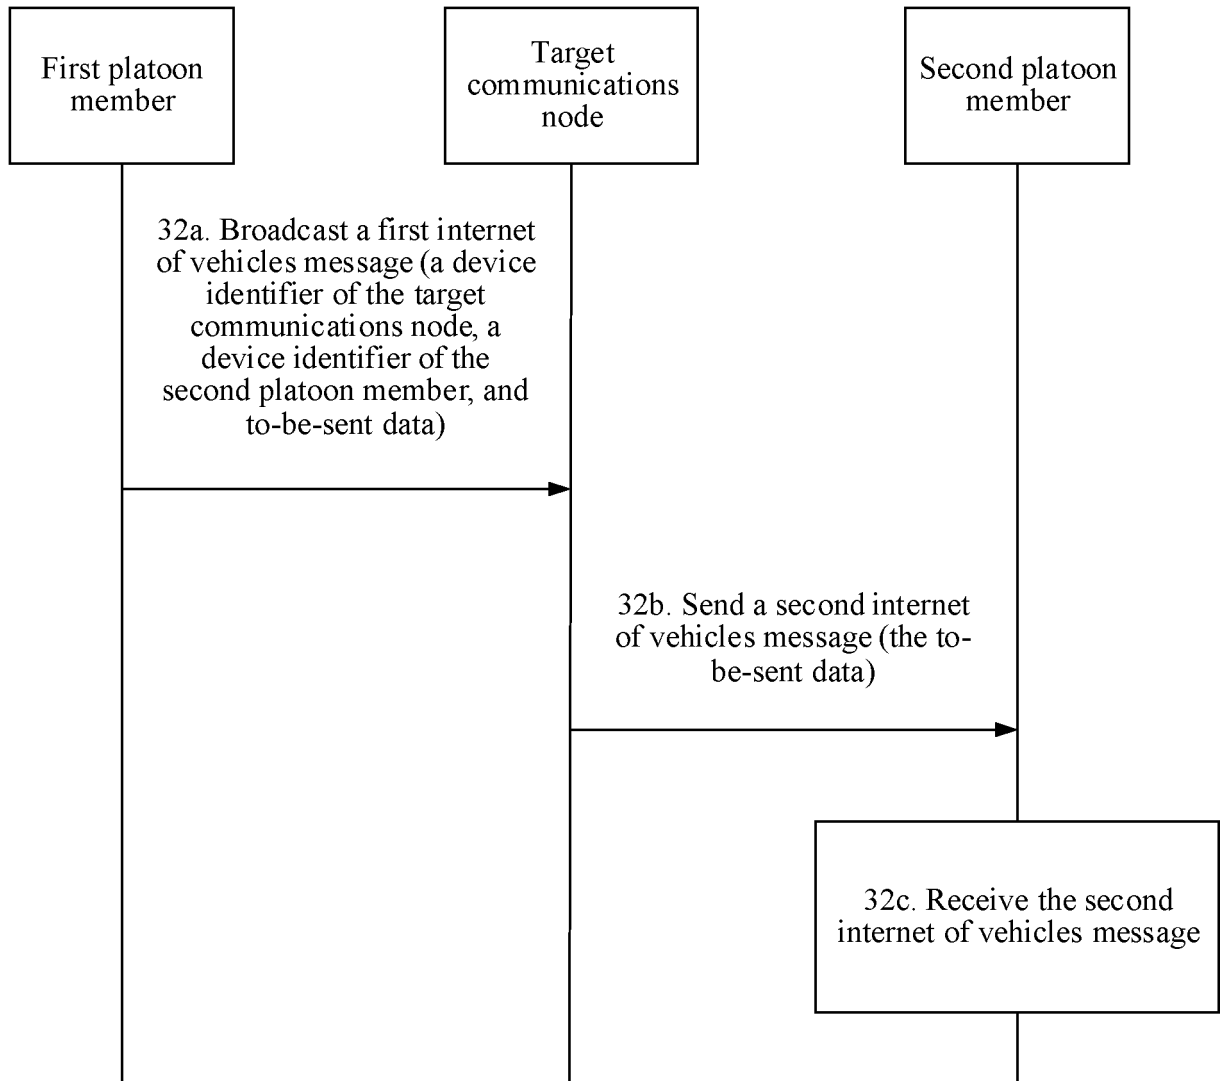 First platoon
member
Target
communications
node
Second platoon
member
32a. Broadcast a first internet
of vehicles message (a device
identifier of the target
communications node, a
device identifier of the
second platoon member, and
to-be-sent data)
32b. Send a second internet
of vehicles message (the to-
be-sent data)
32c. Receive the second
internet of vehicles message